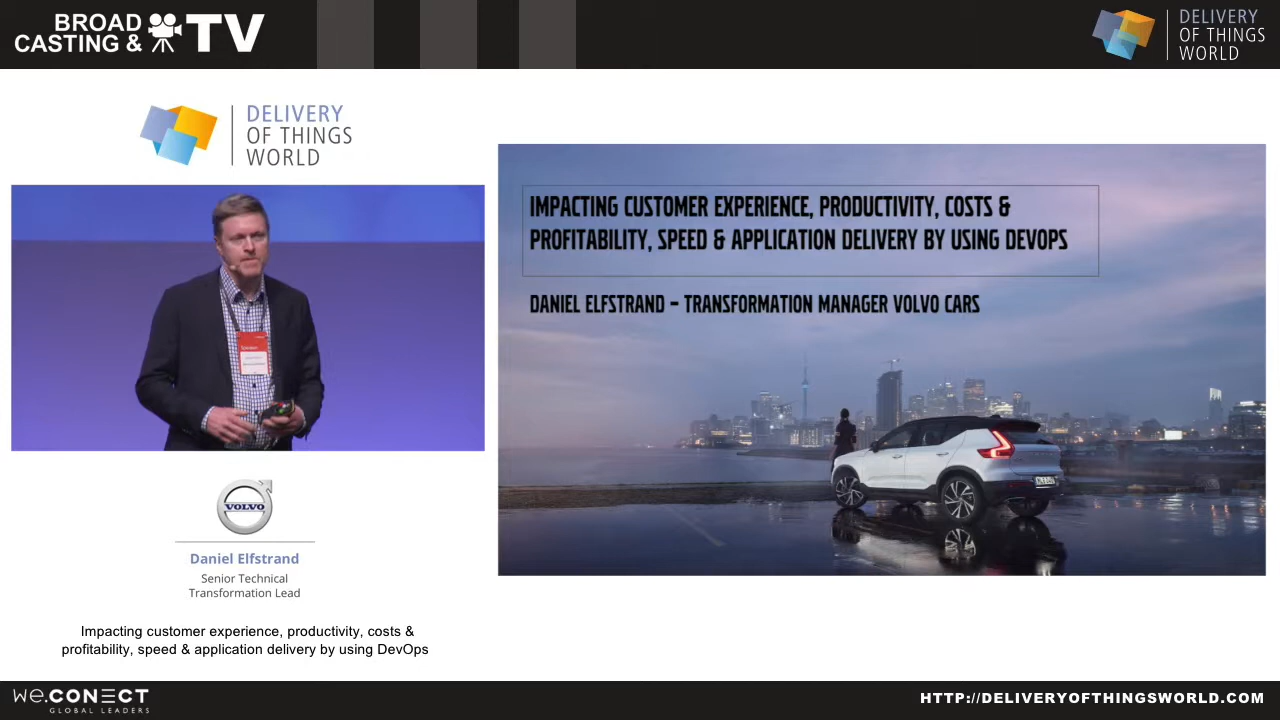 BROAD
CASTING & TV
DELIVERY
OF THINGS
WORLD
DELIVERY
OF THINGS
WORLD
IMPACTING CUSTOMER EXPERIENCE, PRODUCTIVITY, COSTS &
PROFITABILITY, SPEED & APPLICATION DELIVERY BY USING DEVOPS
DANIEL ELFSTRAND – TRANSFORMATION MANAGER VOLVO CARS
VOLVO
Daniel Elfstrand
Senior Technical
Transformation Lead
Impacting customer experience, productivity, costs &
profitability, speed & application delivery by using DevOps
we.CONECT
GLOBAL LEADERS
HTTP://DELIVERYOFTHINGSWORLD.COM